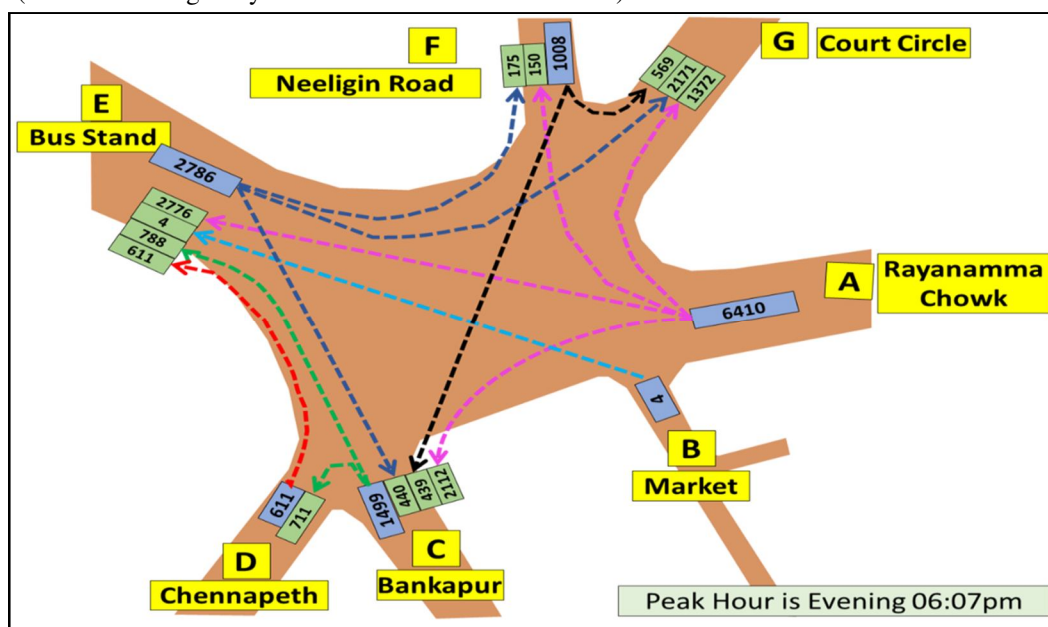 F
Neeligin Road
175
150
1008
569
2171
1372
G
Court Circle
E
Bus Stand
2786
2776
4
788
611
A
Rayanamma
Chowk
6410
4
B
Market
611
711
D
Chennapeth
1499
440
439
2112
C
Bankapur
Peak Hour is Evening 06:07pm